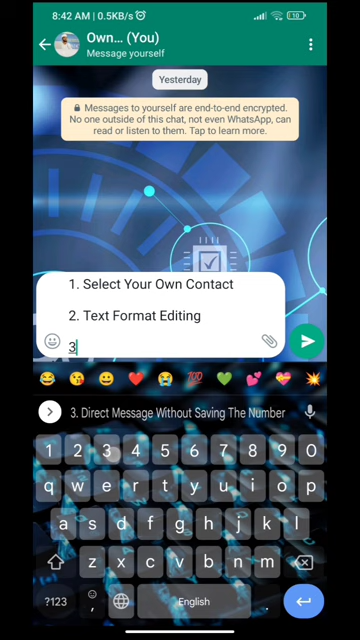 8:42 AM | 0.5KB/s
10
Own... (You)
Message yourself
Yesterday
Messages to yourself are end-to-end encrypted.
No one outside of this chat, not even WhatsApp, can
read or listen to them. Tap to learn more.
1. Select Your Own Contact
2. Text Format Editing
3
💯
3. Direct Message Without Saving The Number
1 2 3 4 5 6 7 8 9 0
q w e r t y u i o p
a s d f g h j k l
z x c v b n m
?123 , English .